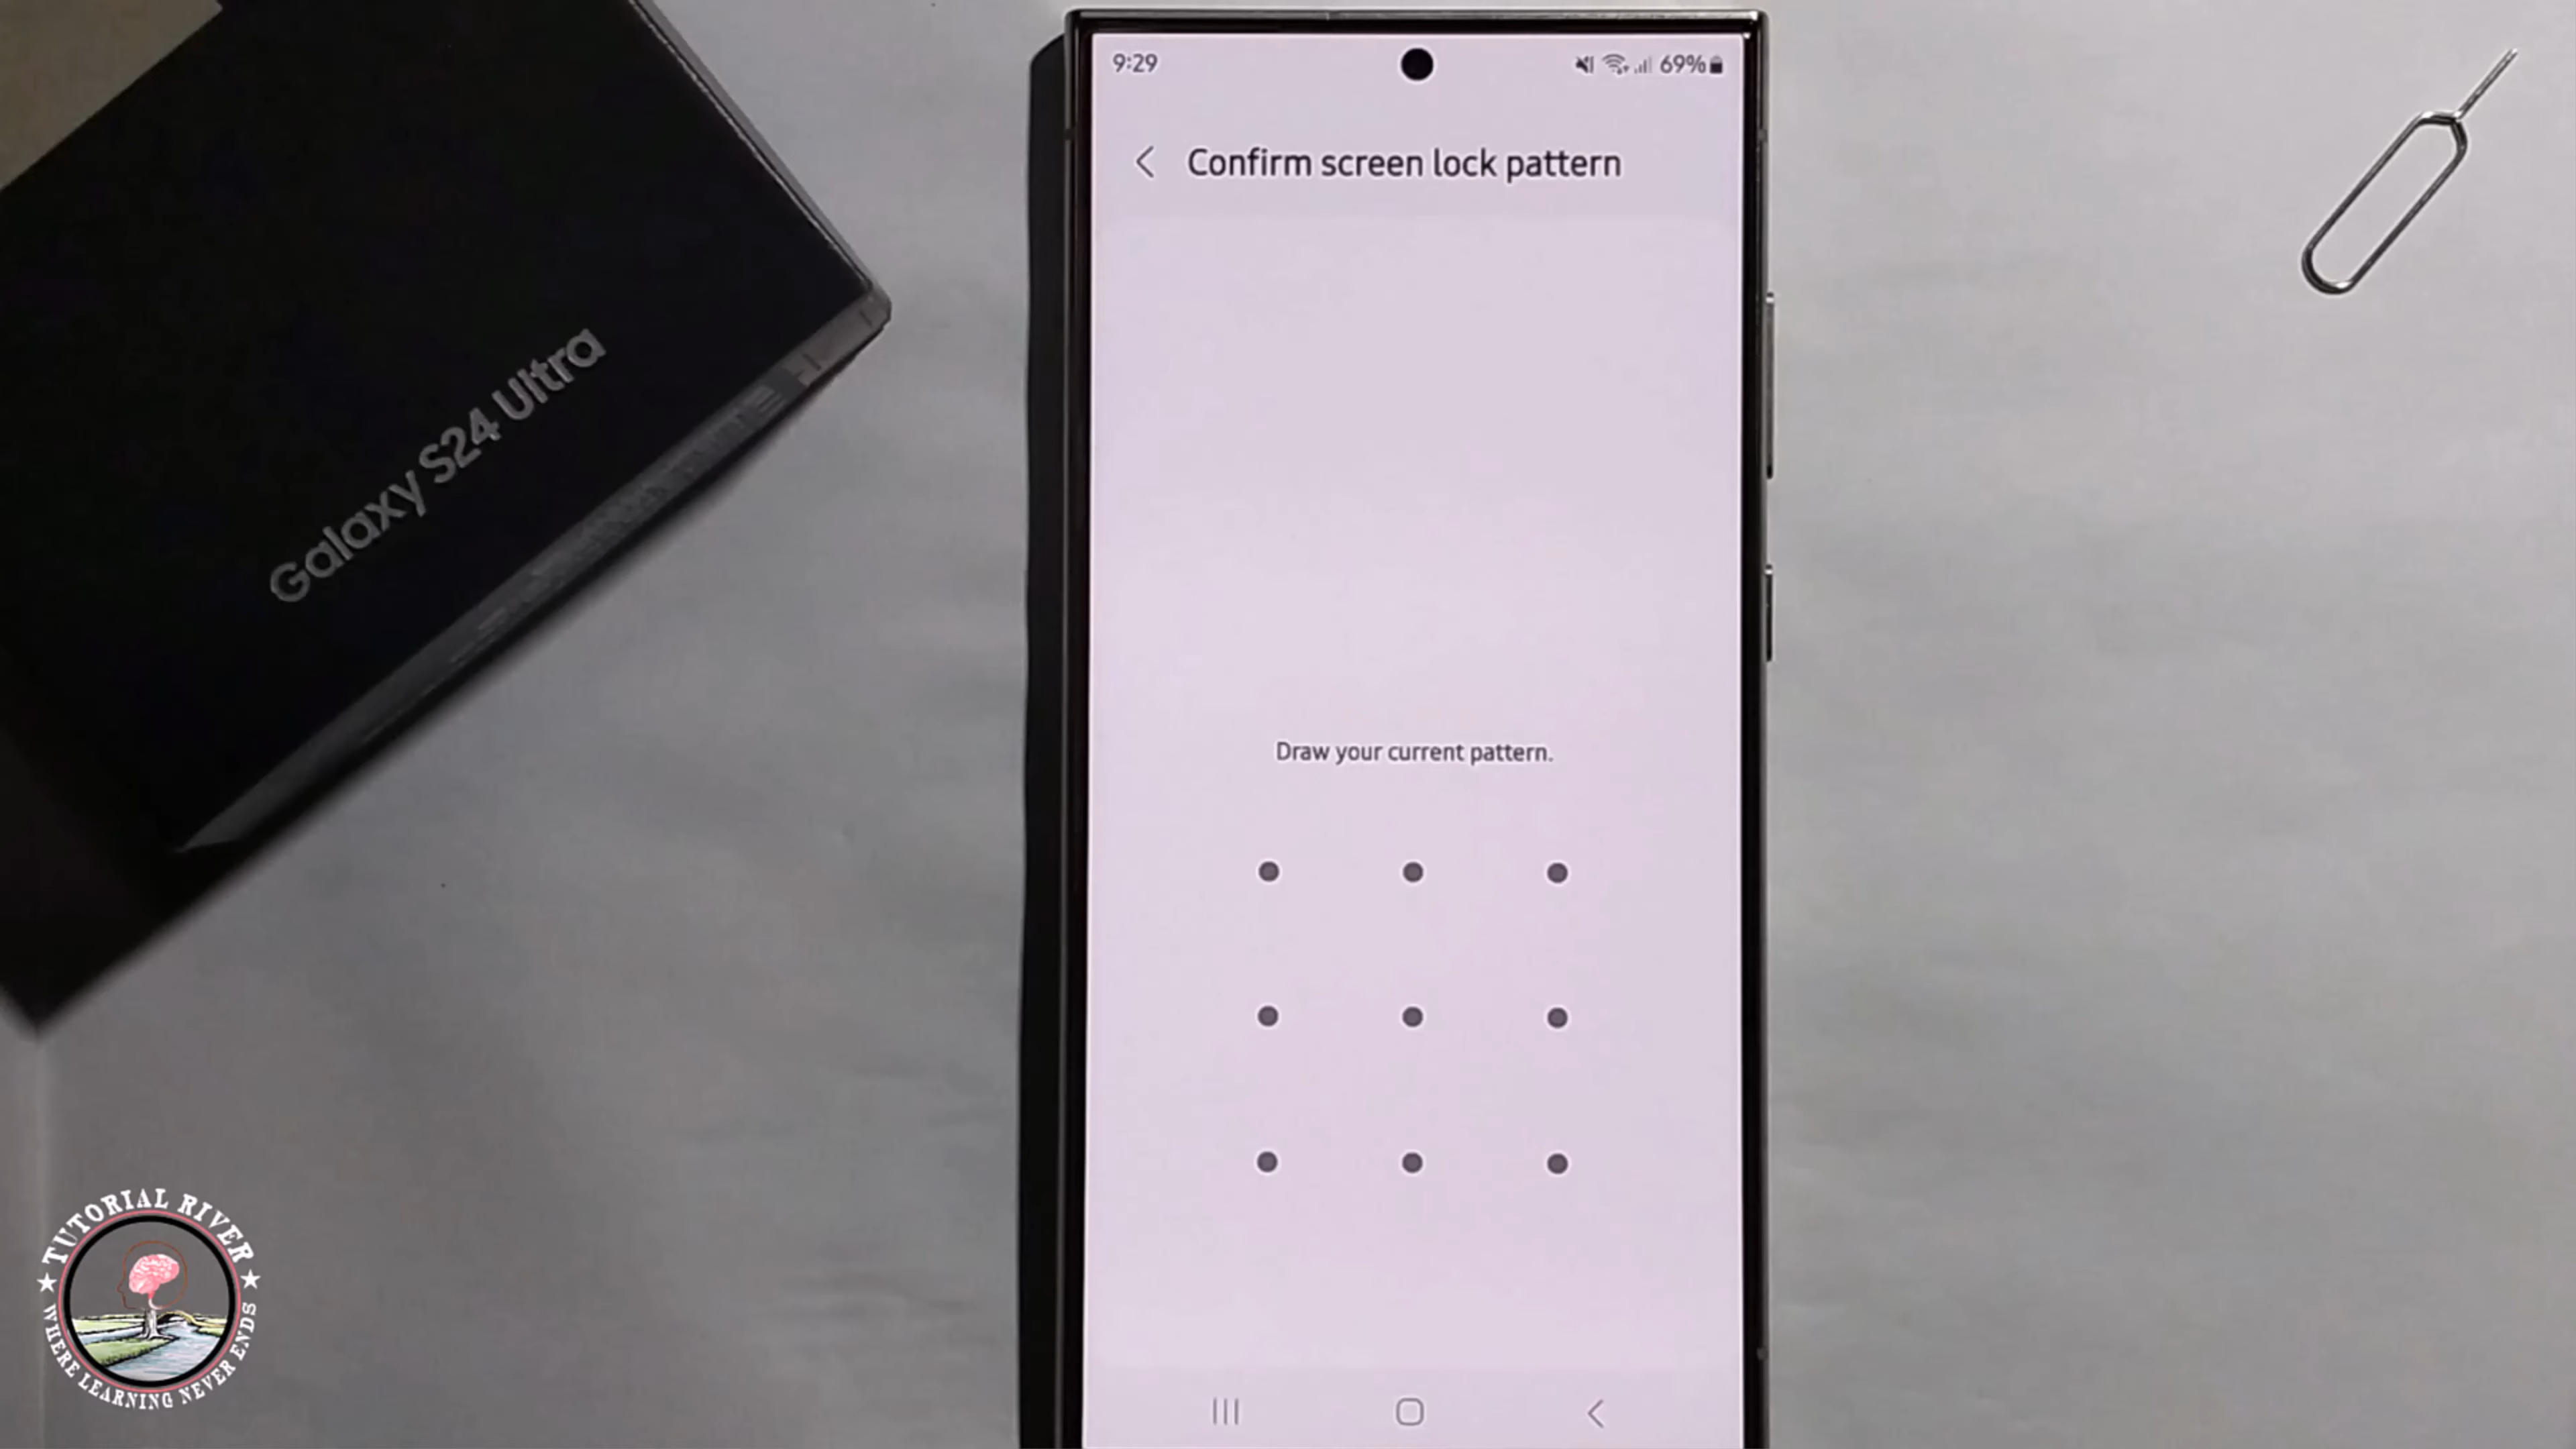 9:29
69%
Confirm screen lock pattern
Galaxy S24 Ultra
Draw your current pattern.
TUTORIAL RIVER
WHERE LEARNING NEVER ENDS